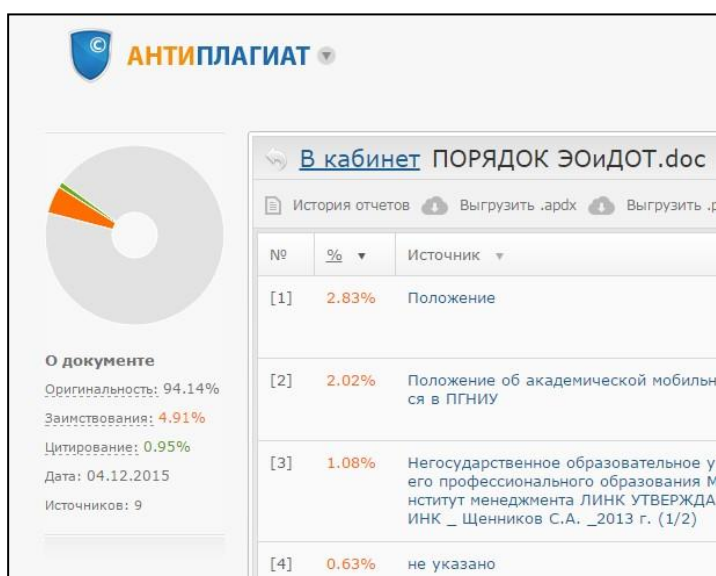 ©
АНТИПЛАГИАТ
В кабинет ПОРЯДОК ЭОиДОТ.doc
История отчетов Выгрузить .apdx Выгрузить .p
№ % Источник
[1] 2.83% Положение
[2] 2.02% Положение об академической мобильн
ся в ПГНИУ
[3] 1.08% Негосударственное образовательное у
его профессионального образования М
нститут менеджмента ЛИНК УТВЕРЖДА
ИНК _ Щенников С.А. _2013 г. (1/2)
[4] 0.63% не указано
О документе
Оригинальность: 94.14%
Заимствования: 4.91%
Цитирование: 0.95%
Дата: 04.12.2015
Источников: 9